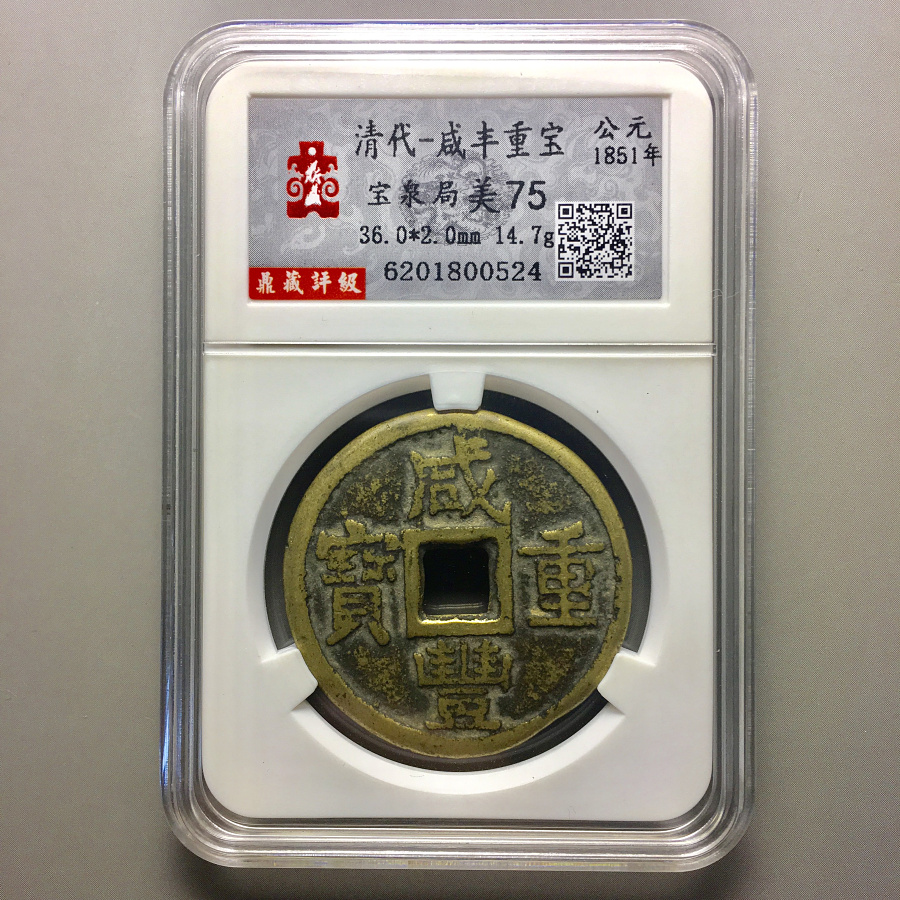 清代-咸丰重宝
公元
1851年
宝泉局 美75
36.0*2.0mm 14.7g
6201800524
鼎藏評級
咸
豐
重
寶